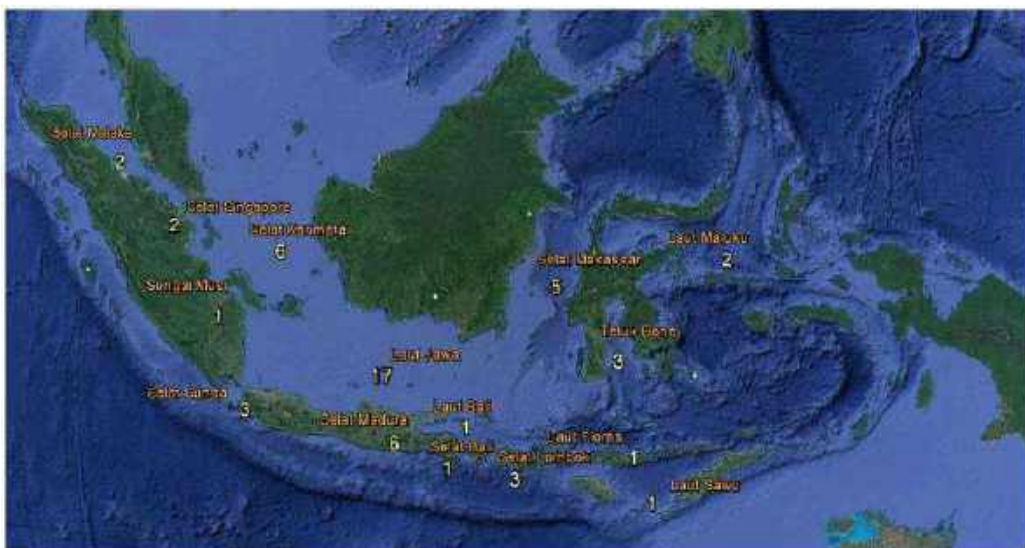 Selat Malaka
2
Selat Singapore
2
Selat Karimata
6
Laut Maluku
2
Selat Makassar
5
Sungai Musi
1
Teluk Bone
3
Laut Jawa
17
Selat Sunda
3
Laut Bali
1
Selat Madura
6
Laut Flores
1
Selat Bali
1
Selat Lombok
3
Laut Sawu
1